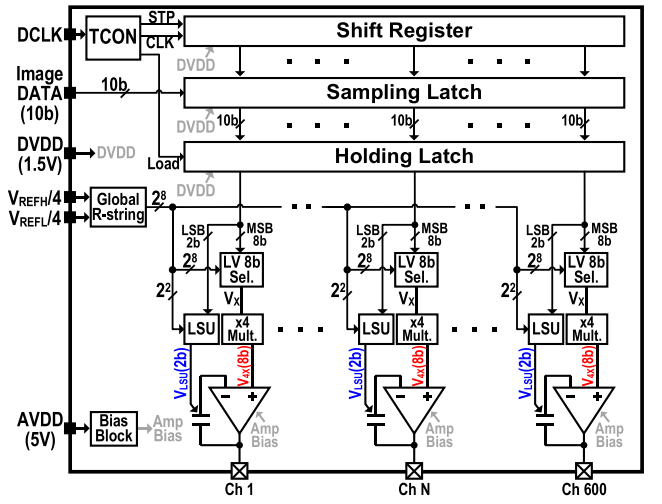 DCLK
TCON
STP
CLK
Shift Register
DVDD
Image
DATA
(10b)
10b
Sampling Latch
DVDD
10b
10b
10b
DVDD
(1.5V)
DVDD
Load
Holding Latch
DVDD
VREFH/4
VREFL/4
Global
R-string
2^8
LSB
2b
MSB
8b
LSB
2b
MSB
8b
LSB
2b
MSB
8b
2^8
LV 8b
Sel.
2^8
LV 8b
Sel.
2^8
LV 8b
Sel.
2^2
VX
2^2
VX
2^2
VX
LSU
x4
Mult.
LSU
x4
Mult.
LSU
x4
Mult.
VLSU(2b)
V4X(8b)
VLSU(2b)
V4X(8b)
VLSU(2b)
V4X(8b)
− +
− +
− +
AVDD
(5V)
Bias
Block
Amp
Bias
Amp
Bias
Amp
Bias
Amp
Bias
Ch 1
Ch N
Ch 600